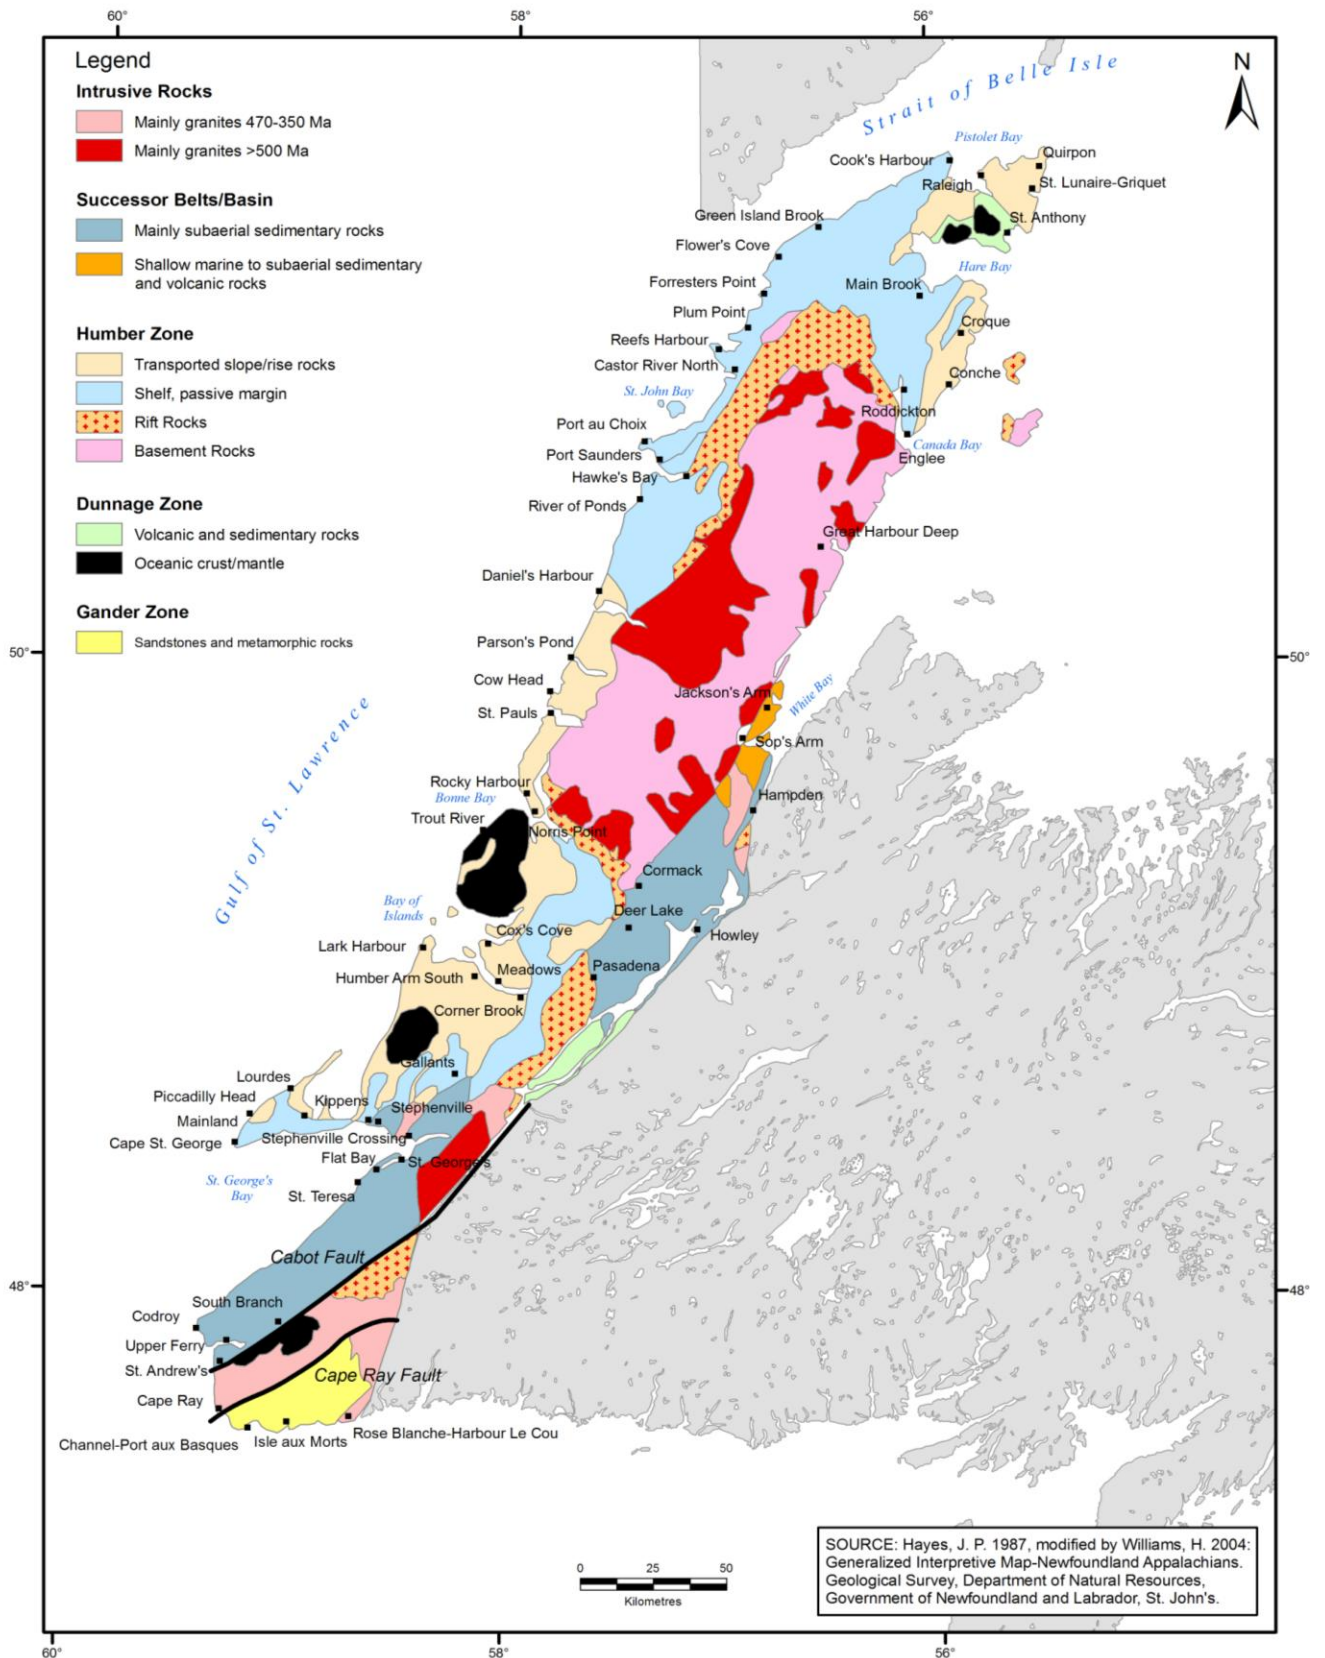 60°
58°
56°
Legend
Intrusive Rocks
Mainly granites 470-350 Ma
Mainly granites >500 Ma
Successor Belts/Basin
Mainly subaerial sedimentary rocks
Shallow marine to subaerial sedimentary
and volcanic rocks
Humber Zone
Transported slope/rise rocks
Shelf, passive margin
Rift Rocks
Basement Rocks
Dunnage Zone
Volcanic and sedimentary rocks
Oceanic crust/mantle
Gander Zone
Sandstones and metamorphic rocks
N
Strait of Belle Isle
Pistolet Bay
Cook's Harbour
Quirpon
Raleigh
St. Lunaire-Griquet
Green Island Brook
St. Anthony
Flower's Cove
Hare Bay
Forresters Point
Main Brook
Plum Point
Croque
Reefs Harbour
Castor River North
Conche
St. John Bay
Roddickton
Port au Choix
Canada Bay
Port Saunders
Englee
Hawke's Bay
River of Ponds
Great Harbour Deep
Daniel's Harbour
Parson's Pond
50°
50°
Cow Head
Jackson's Arm
White Bay
St. Pauls
Sop's Arm
Gulf of St. Lawrence
Rocky Harbour
Bonne Bay
Hampden
Trout River
Norris Point
Cormack
Bay of
Islands
Deer Lake
Cox's Cove
Howley
Lark Harbour
Pasadena
Meadows
Humber Arm South
Corner Brook
Gallants
Lourdes
Piccadilly Head
Kippens
Stephenville
Mainland
Cape St. George
Stephenville Crossing
Flat Bay
St. George's
St. George's
Bay
St. Teresa
Cabot Fault
48°
48°
South Branch
Codroy
Upper Ferry
St. Andrew's
Cape Ray Fault
Cape Ray
Channel-Port aux Basques
Isle aux Morts
Rose Blanche-Harbour Le Cou
0 25 50
Kilometres
SOURCE: Hayes, J. P. 1987, modified by Williams, H. 2004:
Generalized Interpretive Map-Newfoundland Appalachians.
Geological Survey, Department of Natural Resources,
Government of Newfoundland and Labrador, St. John's.
60°
58°
56°